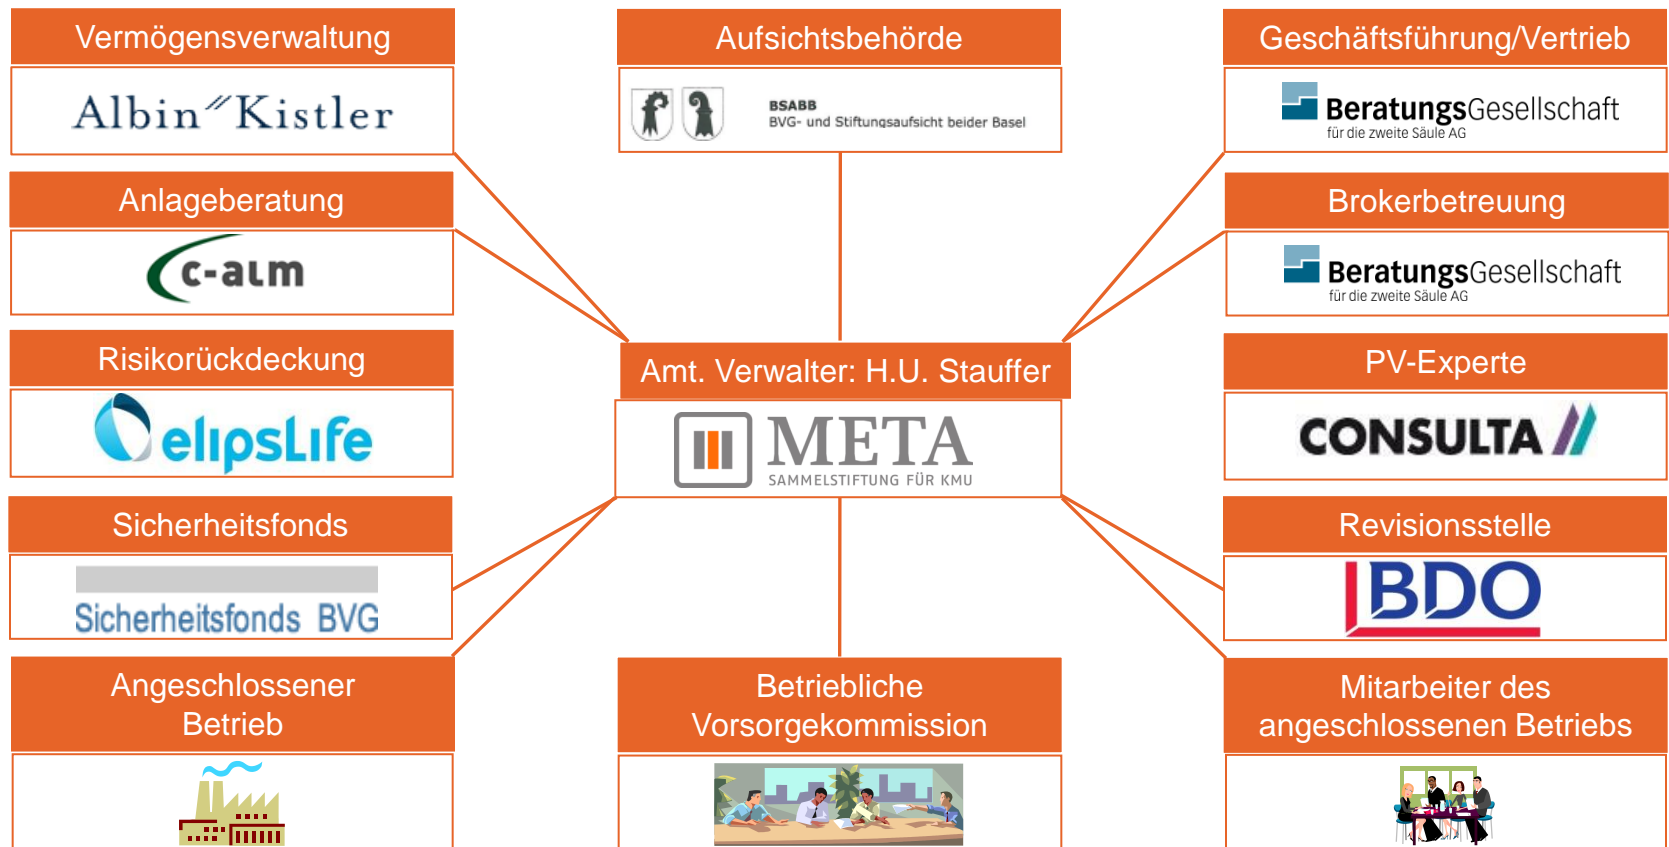 Vermögensverwaltung
Albin Kistler
Aufsichtsbehörde
BSABB
BVG- und Stiftungsaufsicht beider Basel
Geschäftsführung/Vertrieb
BeratungsGesellschaft
für die zweite Säule AG
Anlageberatung
c-alm
Brokerbetreuung
BeratungsGesellschaft
für die zweite Säule AG
Risikorückdeckung
elipsLife
Amt. Verwalter: H.U. Stauffer
META
SAMMELSTIFTUNG FÜR KMU
PV-Experte
CONSULTA
Sicherheitsfonds
Sicherheitsfonds BVG
Revisionsstelle
BDO
Angeschlossener
Betrieb
Betriebliche
Vorsorgekommission
Mitarbeiter des
angeschlossenen Betriebs